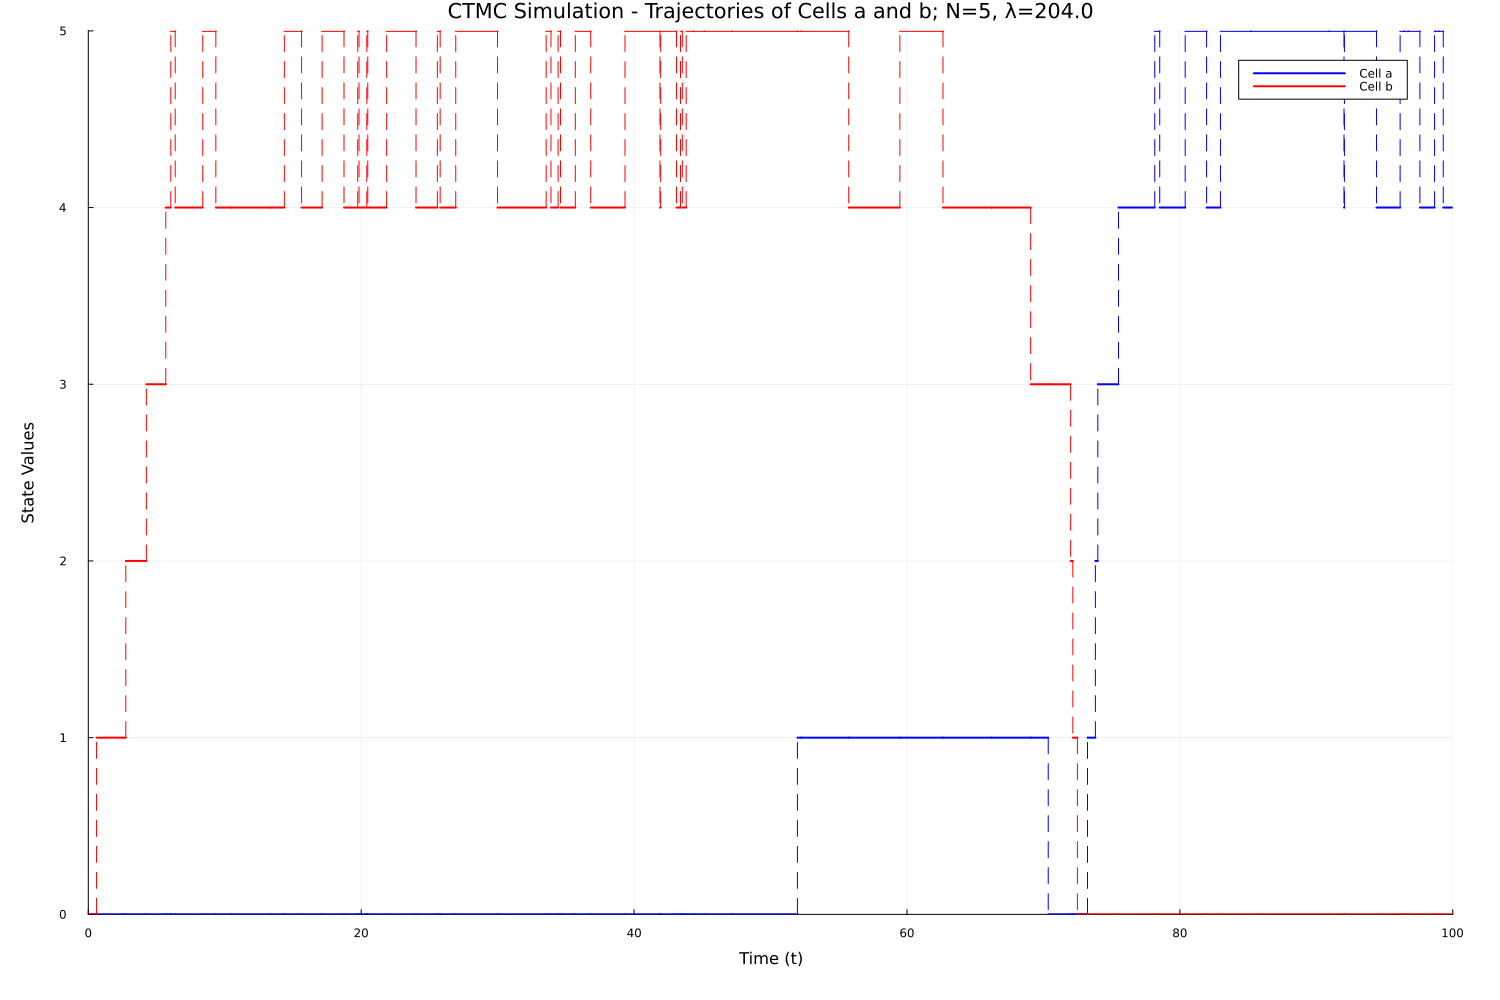 CTMC Simulation - Trajectories of Cells a and b; N=5, λ=204.0
5
4
3
2
1
0
State Values
Cell a
Cell b
0 20 40 60 80 100
Time (t)